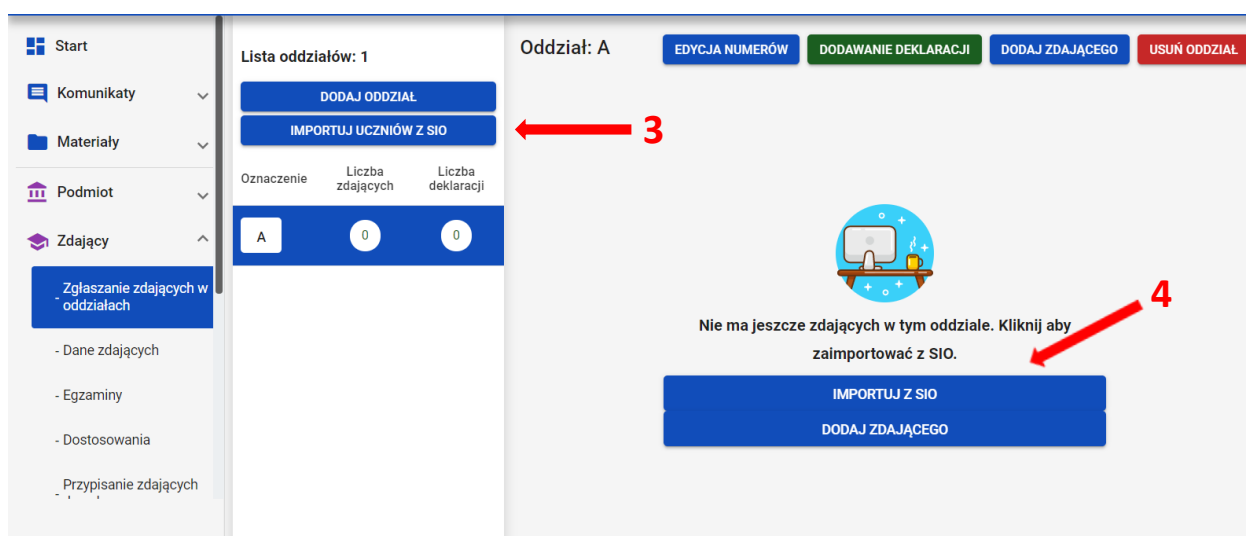 Start
Komunikaty
Materiały
Podmiot
Zdający
- Zgłaszanie zdających w
oddziałach
- Dane zdających
- Egzaminy
- Dostosowania
- Przypisanie zdających
Lista oddziałów: 1
DODAJ ODDZIAŁ
IMPORTUJ UCZNIÓW Z SIO
3
Oznaczenie
Liczba
zdających
Liczba
deklaracji
A 0 0
Oddział: A
EDYCJA NUMERÓW
DODAWANIE DEKLARACJI
DODAJ ZDAJĄCEGO
USUŃ ODDZIAŁ
4
Nie ma jeszcze zdających w tym oddziale. Kliknij aby
zaimportować z SIO.
IMPORTUJ Z SIO
DODAJ ZDAJĄCEGO